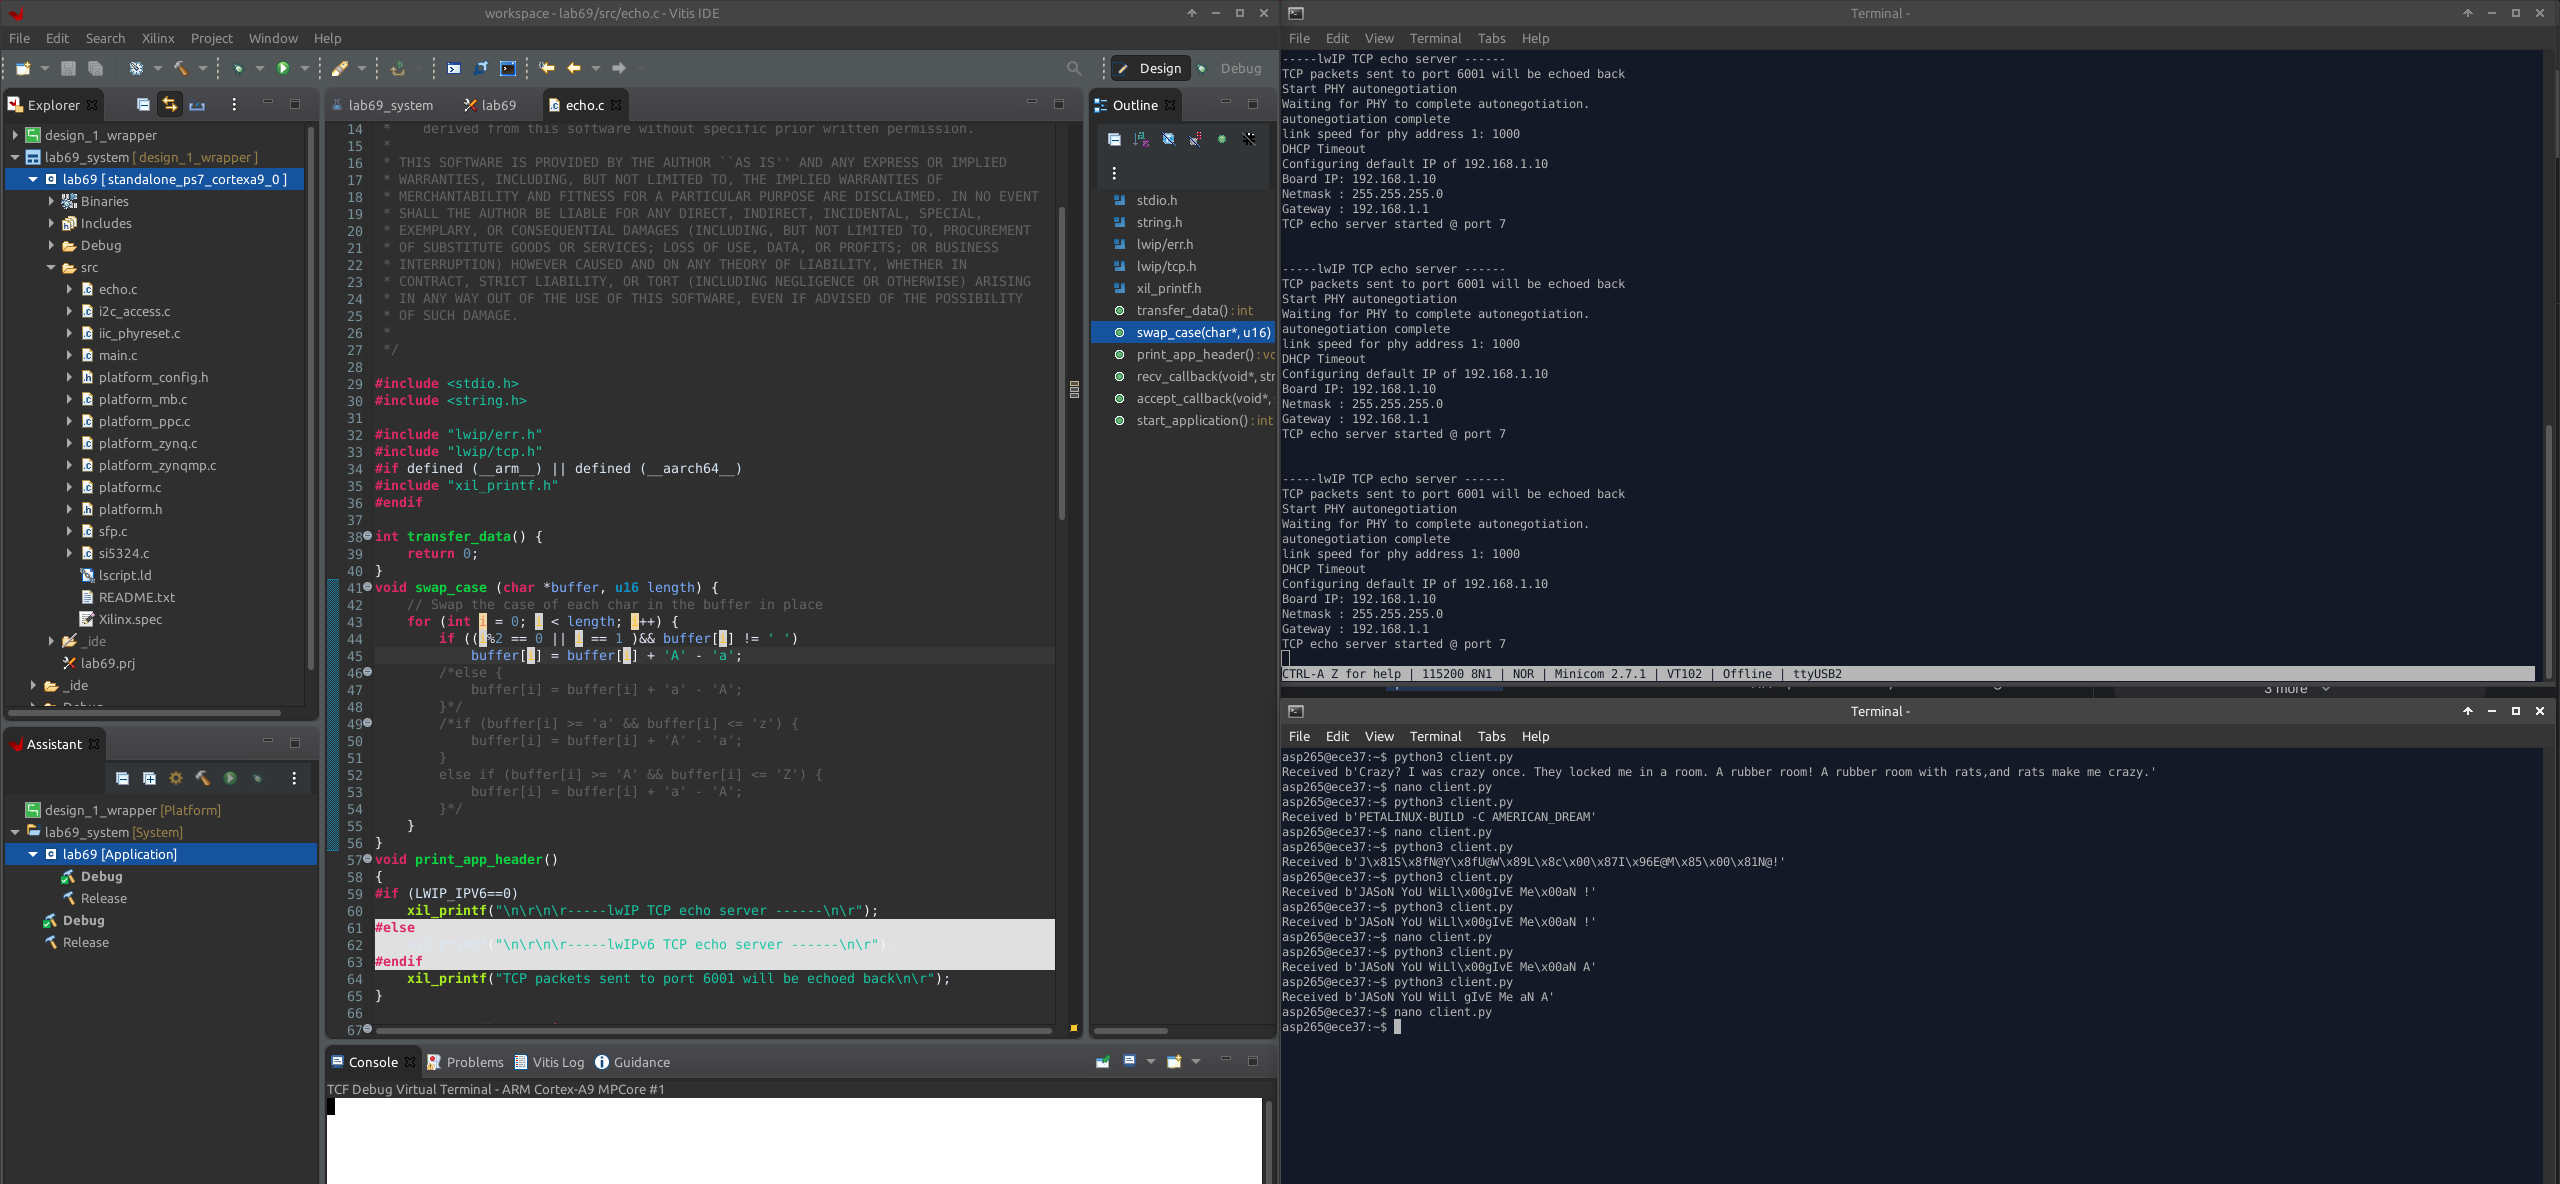 workspace - lab69/src/echo.c - Vitis IDE
File Edit Search Xilinx Project Window Help
Design Debug
Explorer
design_1_wrapper
lab69_system [ design_1_wrapper ]
lab69 [ standalone_ps7_cortexa9_0 ]
Binaries
Includes
Debug
src
echo.c
i2c_access.c
iic_phyreset.c
main.c
platform_config.h
platform_mb.c
platform_ppc.c
platform_zynq.c
platform_zynqmp.c
platform.c
platform.h
sfp.c
si5324.c
lscript.ld
README.txt
Xilinx.spec
_ide
lab69.prj
_ide
Assistant
design_1_wrapper [Platform]
lab69_system [System]
lab69 [Application]
Debug
Release
Debug
Release
lab69_system lab69 echo.c
14 * derived from this software without specific prior written permission.
15 *
16 * THIS SOFTWARE IS PROVIDED BY THE AUTHOR ``AS IS'' AND ANY EXPRESS OR IMPLIED
17 * WARRANTIES, INCLUDING, BUT NOT LIMITED TO, THE IMPLIED WARRANTIES OF
18 * MERCHANTABILITY AND FITNESS FOR A PARTICULAR PURPOSE ARE DISCLAIMED. IN NO EVENT
19 * SHALL THE AUTHOR BE LIABLE FOR ANY DIRECT, INDIRECT, INCIDENTAL, SPECIAL,
20 * EXEMPLARY, OR CONSEQUENTIAL DAMAGES (INCLUDING, BUT NOT LIMITED TO, PROCUREMENT
21 * OF SUBSTITUTE GOODS OR SERVICES; LOSS OF USE, DATA, OR PROFITS; OR BUSINESS
22 * INTERRUPTION) HOWEVER CAUSED AND ON ANY THEORY OF LIABILITY, WHETHER IN
23 * CONTRACT, STRICT LIABILITY, OR TORT (INCLUDING NEGLIGENCE OR OTHERWISE) ARISING
24 * IN ANY WAY OUT OF THE USE OF THIS SOFTWARE, EVEN IF ADVISED OF THE POSSIBILITY
25 * OF SUCH DAMAGE.
26 *
27 */
28
29 #include <stdio.h>
30 #include <string.h>
31
32 #include "lwip/err.h"
33 #include "lwip/tcp.h"
34 #if defined (__arm__) || defined (__aarch64__)
35 #include "xil_printf.h"
36 #endif
37
38 int transfer_data() {
39 return 0;
40 }
41 void swap_case (char *buffer, u16 length) {
42 // Swap the case of each char in the buffer in place
43 for (int i = 0; i < length; i++) {
44 if ((i%2 == 0 || i == 1 )&& buffer[i] != ' ')
45 buffer[i] = buffer[i] + 'A' - 'a';
46 /*else {
47 buffer[i] = buffer[i] + 'a' - 'A';
48 }*/
49 /*if (buffer[i] >= 'a' && buffer[i] <= 'z') {
50 buffer[i] = buffer[i] + 'A' - 'a';
51 }
52 else if (buffer[i] >= 'A' && buffer[i] <= 'Z') {
53 buffer[i] = buffer[i] + 'a' - 'A';
54 }*/
55 }
56 }
57 void print_app_header()
58 {
59 #if (LWIP_IPV6==0)
60 xil_printf("\n\r\n\r-----lwIP TCP echo server ------\n\r");
61 #else
62 xil_printf("\n\r\n\r-----lwIPv6 TCP echo server ------\n\r");
63 #endif
64 xil_printf("TCP packets sent to port 6001 will be echoed back\n\r");
65 }
66
67
Console Problems Vitis Log Guidance
TCF Debug Virtual Terminal - ARM Cortex-A9 MPCore #1
Outline
stdio.h
string.h
lwip/err.h
lwip/tcp.h
xil_printf.h
transfer_data() : int
swap_case(char*, u16)
print_app_header() : vo
recv_callback(void*, str
accept_callback(void*,
start_application() : int
Terminal -
File Edit View Terminal Tabs Help
-----lwIP TCP echo server ------
TCP packets sent to port 6001 will be echoed back
Start PHY autonegotiation
Waiting for PHY to complete autonegotiation.
autonegotiation complete
link speed for phy address 1: 1000
DHCP Timeout
Configuring default IP of 192.168.1.10
Board IP: 192.168.1.10
Netmask : 255.255.255.0
Gateway : 192.168.1.1
TCP echo server started @ port 7
-----lwIP TCP echo server ------
TCP packets sent to port 6001 will be echoed back
Start PHY autonegotiation
Waiting for PHY to complete autonegotiation.
autonegotiation complete
link speed for phy address 1: 1000
DHCP Timeout
Configuring default IP of 192.168.1.10
Board IP: 192.168.1.10
Netmask : 255.255.255.0
Gateway : 192.168.1.1
TCP echo server started @ port 7
-----lwIP TCP echo server ------
TCP packets sent to port 6001 will be echoed back
Start PHY autonegotiation
Waiting for PHY to complete autonegotiation.
autonegotiation complete
link speed for phy address 1: 1000
DHCP Timeout
Configuring default IP of 192.168.1.10
Board IP: 192.168.1.10
Netmask : 255.255.255.0
Gateway : 192.168.1.1
TCP echo server started @ port 7
CTRL-A Z for help | 115200 8N1 | NOR | Minicom 2.7.1 | VT102 | Offline | ttyUSB2
3 more
Terminal -
File Edit View Terminal Tabs Help
asp265@ece37:~$ python3 client.py
Received b'Crazy? I was crazy once. They locked me in a room. A rubber room! A rubber room with rats,and rats make me crazy.'
asp265@ece37:~$ nano client.py
asp265@ece37:~$ python3 client.py
Received b'PETALINUX-BUILD -C AMERICAN_DREAM'
asp265@ece37:~$ nano client.py
asp265@ece37:~$ python3 client.py
Received b'J\x81S\x8fN@Y\x8fU@W\x89L\x8c\x00\x87I\x96E@M\x85\x00\x81N@!'
asp265@ece37:~$ python3 client.py
Received b'JASoN YoU WiLl\x00gIvE Me\x00aN !'
asp265@ece37:~$ python3 client.py
Received b'JASoN YoU WiLl\x00gIvE Me\x00aN !'
asp265@ece37:~$ nano client.py
asp265@ece37:~$ python3 client.py
Received b'JASoN YoU WiLl\x00gIvE Me\x00aN A'
asp265@ece37:~$ python3 client.py
Received b'JASoN YoU WiLl gIvE Me aN A'
asp265@ece37:~$ nano client.py
asp265@ece37:~$